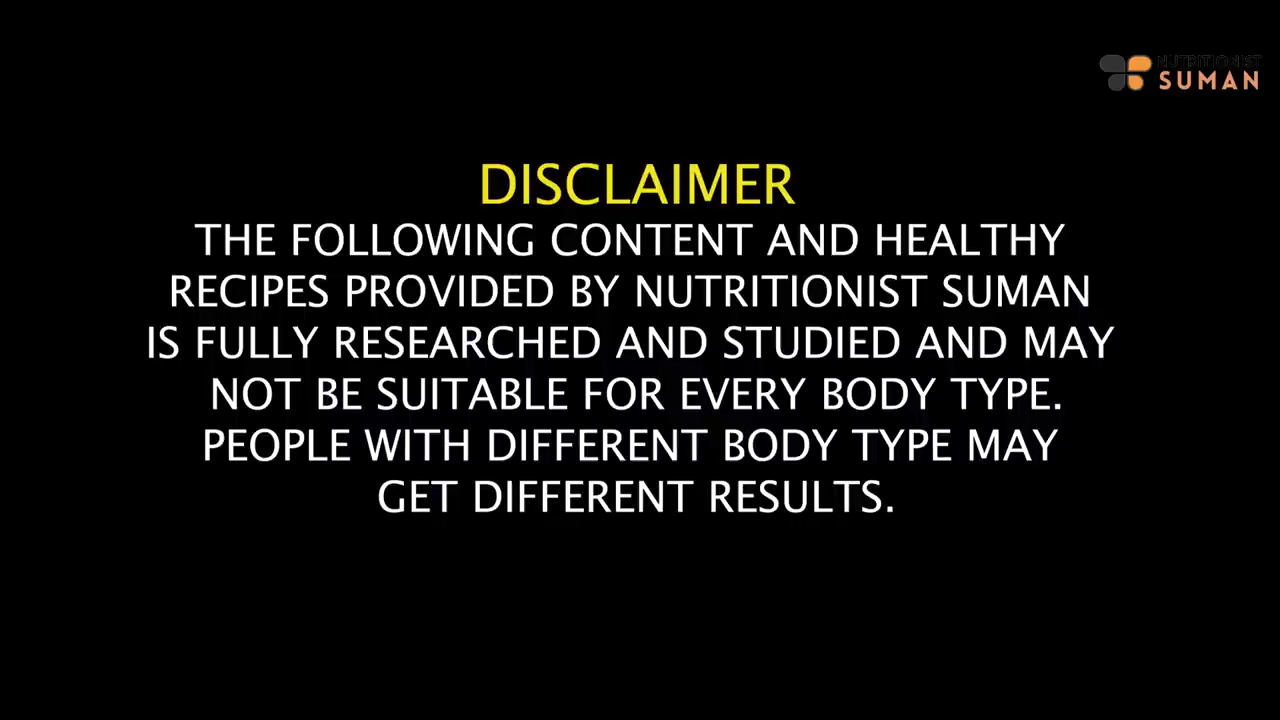 NUTRITIONIST
SUMAN
DISCLAIMER
THE FOLLOWING CONTENT AND HEALTHY
RECIPES PROVIDED BY NUTRITIONIST SUMAN
IS FULLY RESEARCHED AND STUDIED AND MAY
NOT BE SUITABLE FOR EVERY BODY TYPE.
PEOPLE WITH DIFFERENT BODY TYPE MAY
GET DIFFERENT RESULTS.